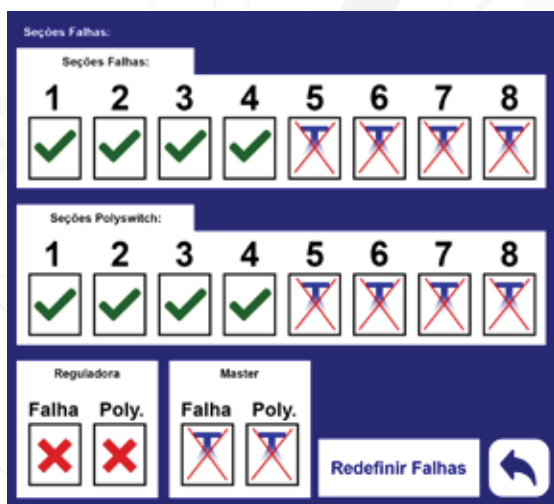 Seções Falhas:
Seções Falhas:
1 2 3 4 5 6 7 8
Seções Polyswitch:
1 2 3 4 5 6 7 8
Reguladora
Falha Poly.
Master
Falha Poly.
Redefinir Falhas